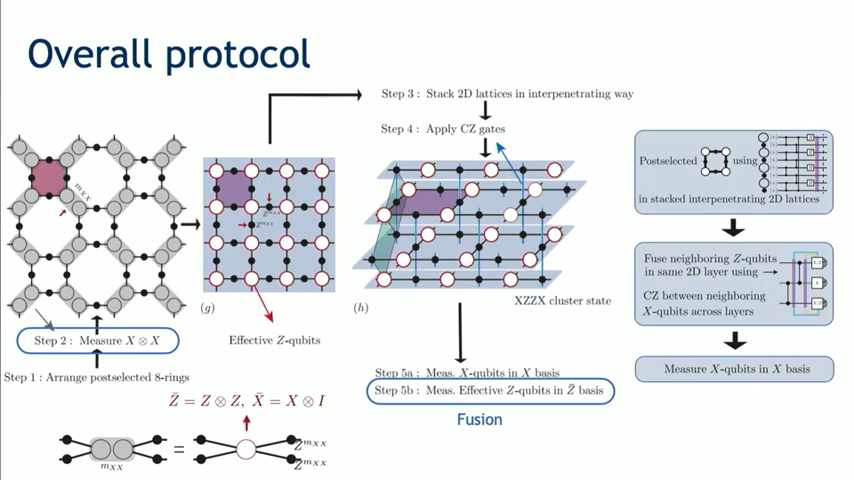 Overall protocol
Step 3 : Stack 2D lattices in interpenetrating way
Step 4 : Apply CZ gates
m_XX
Z^{m_XX}
Z^{m_XX}
(g)
(h)
XZZX cluster state
Effective Z-qubits
Step 2 : Measure X ⊗ X
Step 1 : Arrange postselected 8-rings
Z̄ = Z ⊗ Z, X̄ = X ⊗ I
m_XX
=
Z^{m_XX}
Z^{m_XX}
Step 5a : Meas. X-qubits in X basis
Step 5b : Meas. Effective Z-qubits in Z̄ basis
Fusion
Postselected
using
in stacked interpenetrating 2D lattices
Fuse neighboring Z-qubits
in same 2D layer using
CZ between neighboring
X-qubits across layers
Measure X-qubits in X basis